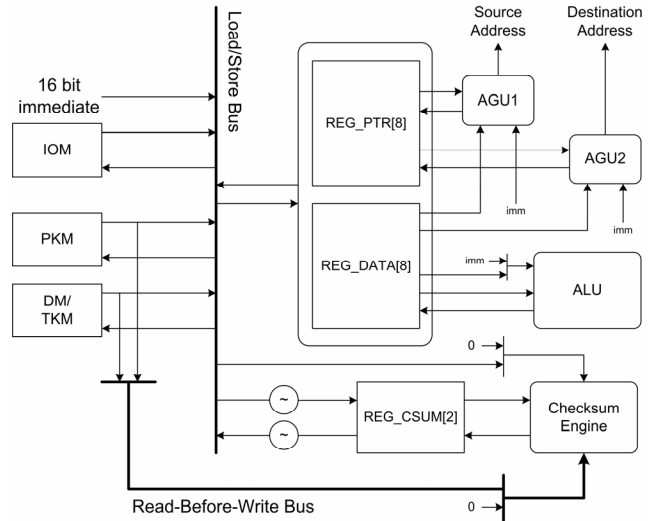 Source
Address
Destination
Address
Load/Store Bus
16 bit
immediate
IOM
REG_PTR[8]
AGU1
AGU2
imm
imm
PKM
REG_DATA[8]
imm
ALU
DM/
TKM
0
~
REG_CSUM[2]
~
Checksum
Engine
Read-Before-Write Bus
0